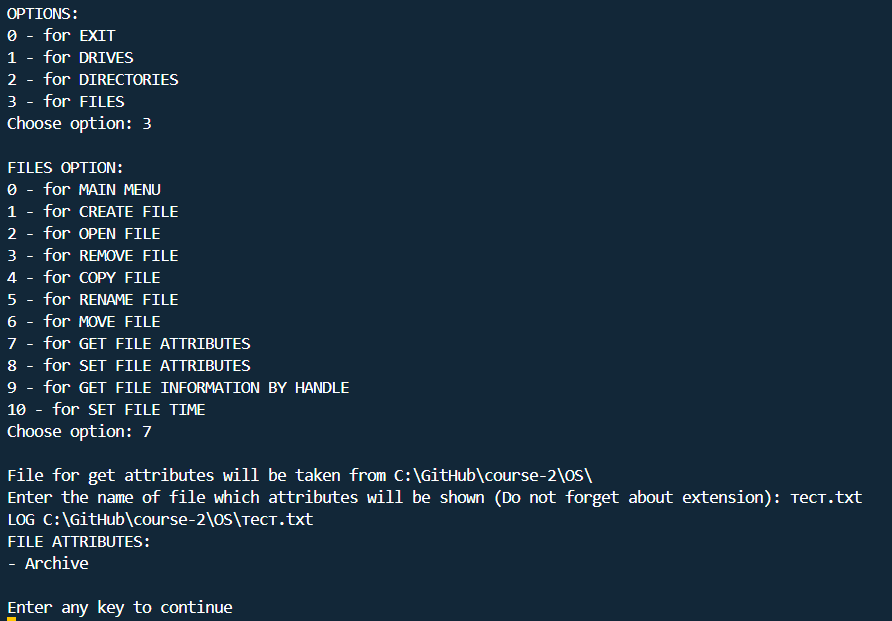 OPTIONS:
0 - for EXIT
1 - for DRIVES
2 - for DIRECTORIES
3 - for FILES
Choose option: 3
FILES OPTION:
0 - for MAIN MENU
1 - for CREATE FILE
2 - for OPEN FILE
3 - for REMOVE FILE
4 - for COPY FILE
5 - for RENAME FILE
6 - for MOVE FILE
7 - for GET FILE ATTRIBUTES
8 - for SET FILE ATTRIBUTES
9 - for GET FILE INFORMATION BY HANDLE
10 - for SET FILE TIME
Choose option: 7
File for get attributes will be taken from C:\GitHub\course-2\OS\
Enter the name of file which attributes will be shown (Do not forget about extension): тест.txt
LOG C:\GitHub\course-2\OS\тест.txt
FILE ATTRIBUTES:
- Archive
Enter any key to continue